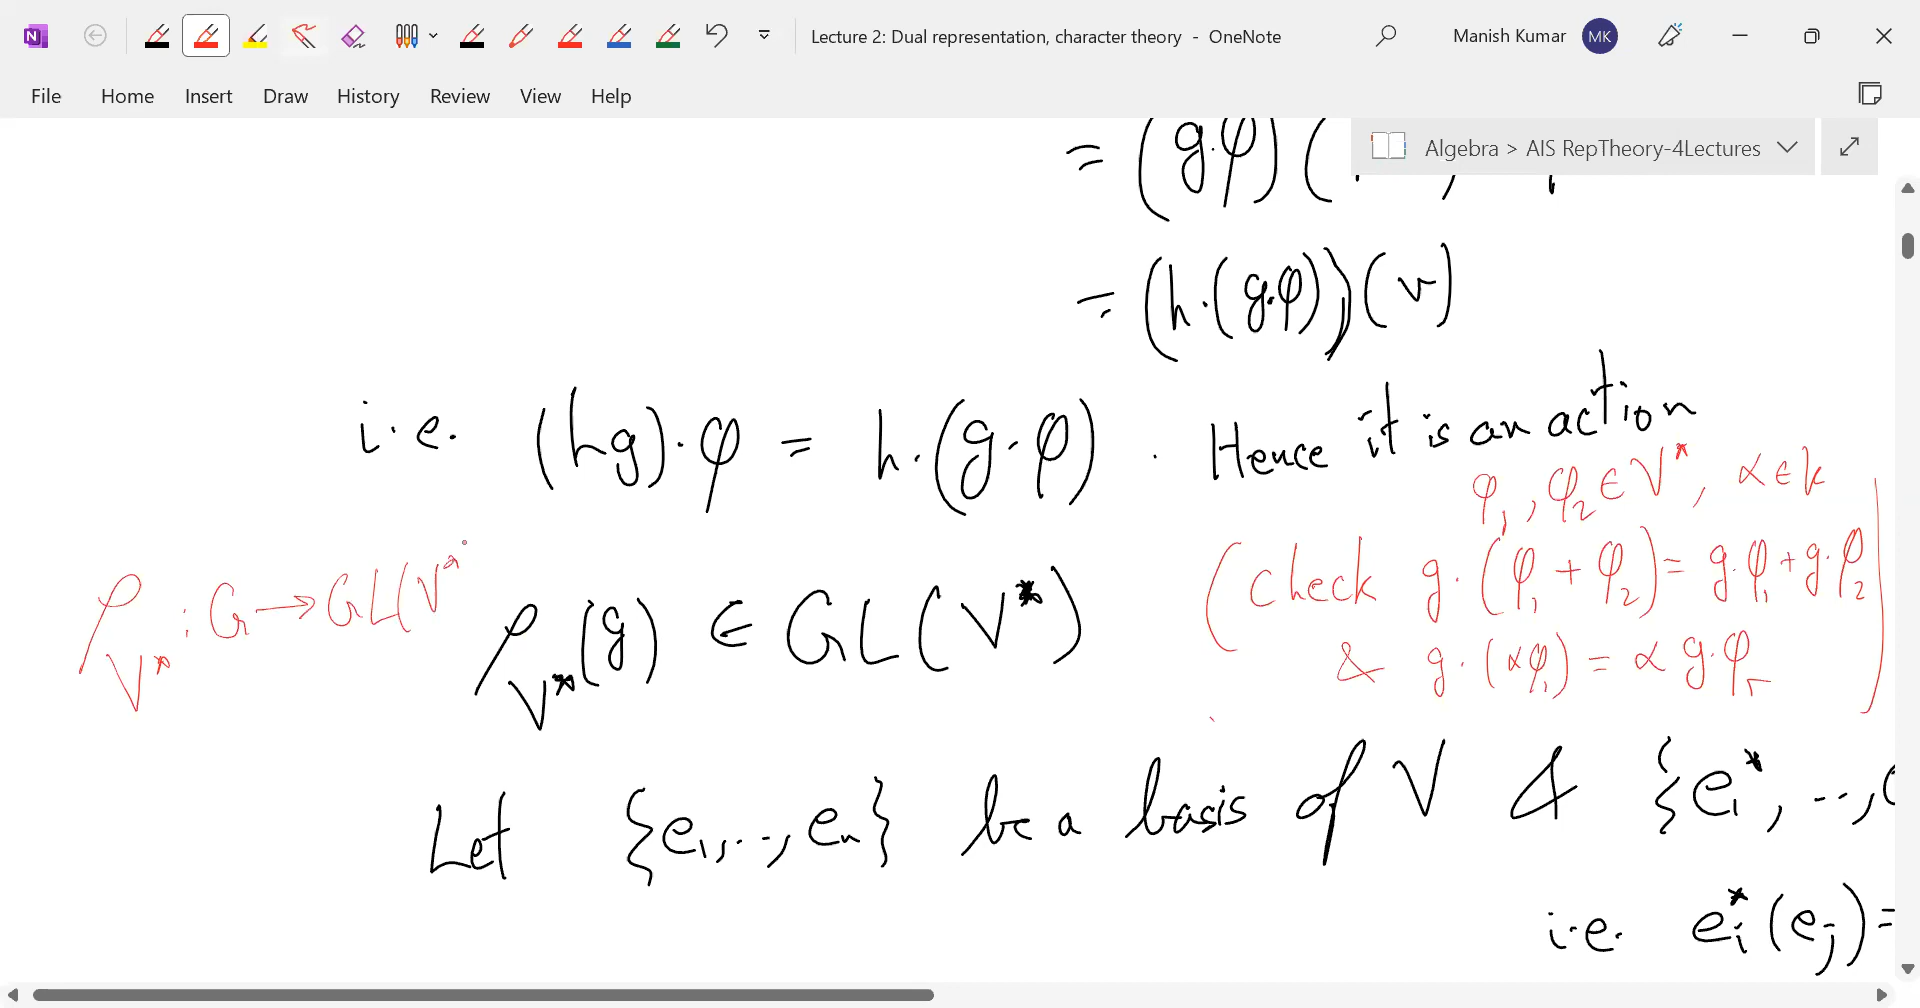 Lecture 2: Dual representation, character theory - OneNote
Manish Kumar MK
File Home Insert Draw History Review View Help
Algebra > AIS RepTheory-4Lectures
= (g.φ)(
= (h.(g.φ))(v)
i.e. (hg).φ = h.(g.φ) . Hence it is an action
φ₁, φ₂ ∈ V*, α ∈ k
(check g.(φ₁ + φ₂) = g.φ₁ + g.φ₂
& g.(αφ₁) = α g.φ₁)
ρ_V* : G → GL(V*
ρ_V*(g) ∈ GL(V*)
Let {e₁,..,eₙ} be a basis of V & {e₁*, ..,
i.e. eᵢ*(eⱼ) =